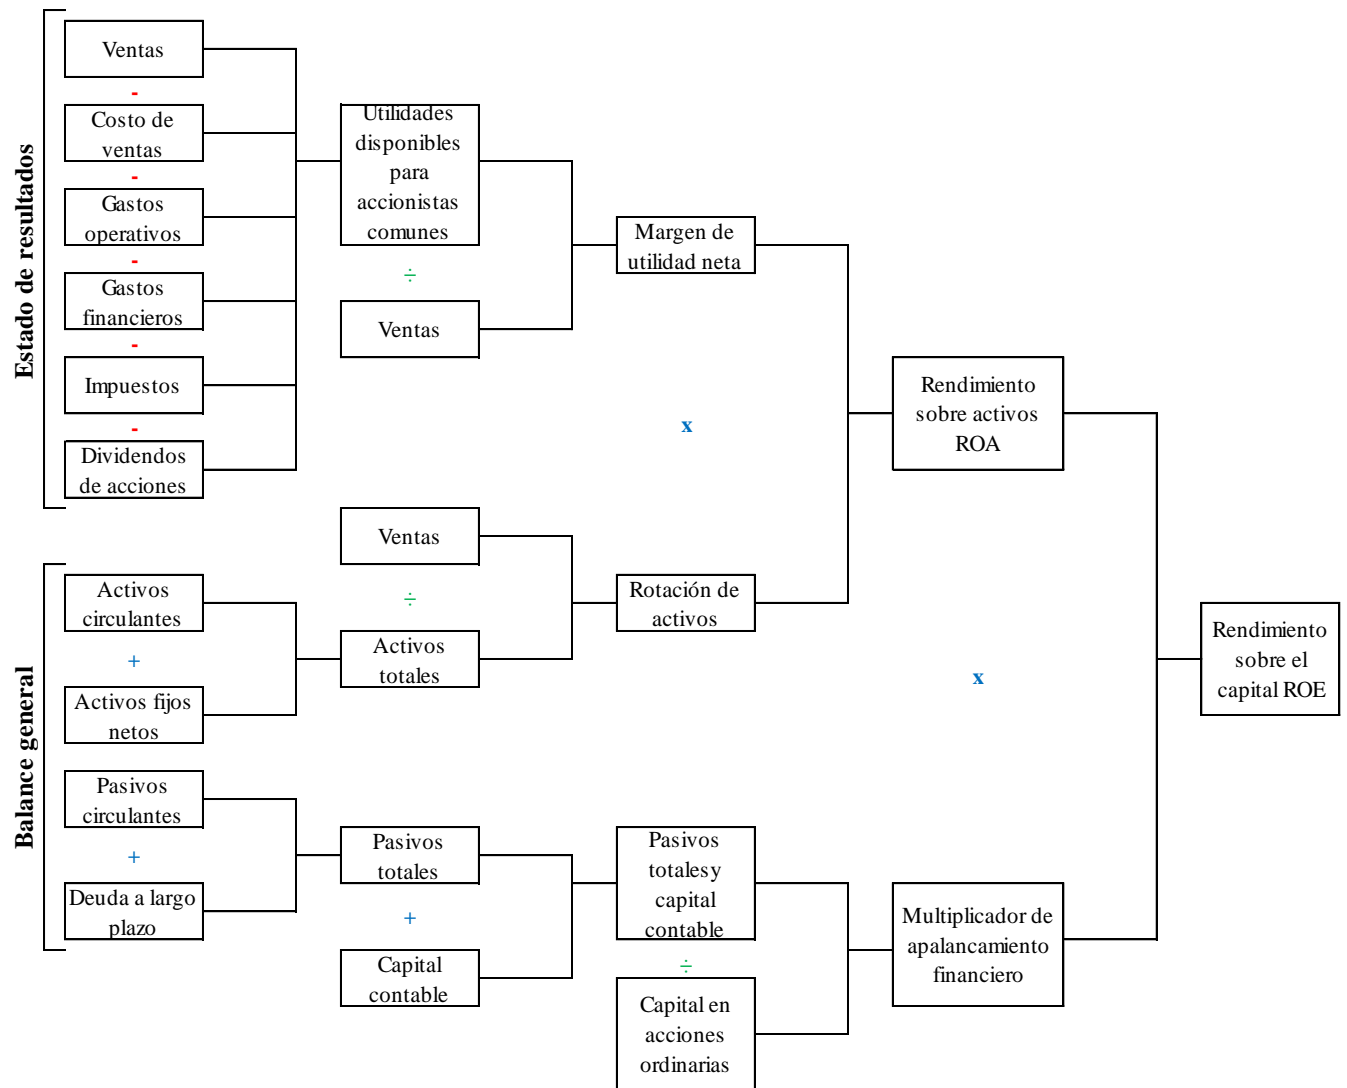 Estado de resultados
Ventas
-
Costo de
ventas
-
Gastos
operativos
-
Gastos
financieros
-
Impuestos
-
Dividendos
de acciones
Utilidades
disponibles
para
accionistas
comunes
÷
Ventas
Margen de
utilidad neta
x
Ventas
÷
Activos
totales
Rotación de
activos
Rendimiento
sobre activos
ROA
Balance general
Activos
circulantes
+
Activos fijos
netos
Pasivos
circulantes
+
Deuda a largo
plazo
Pasivos
totales
+
Capital
contable
Pasivos
totales y
capital
contable
÷
Capital en
acciones
ordinarias
Multiplicador de
apalancamiento
financiero
x
Rendimiento
sobre el
capital ROE